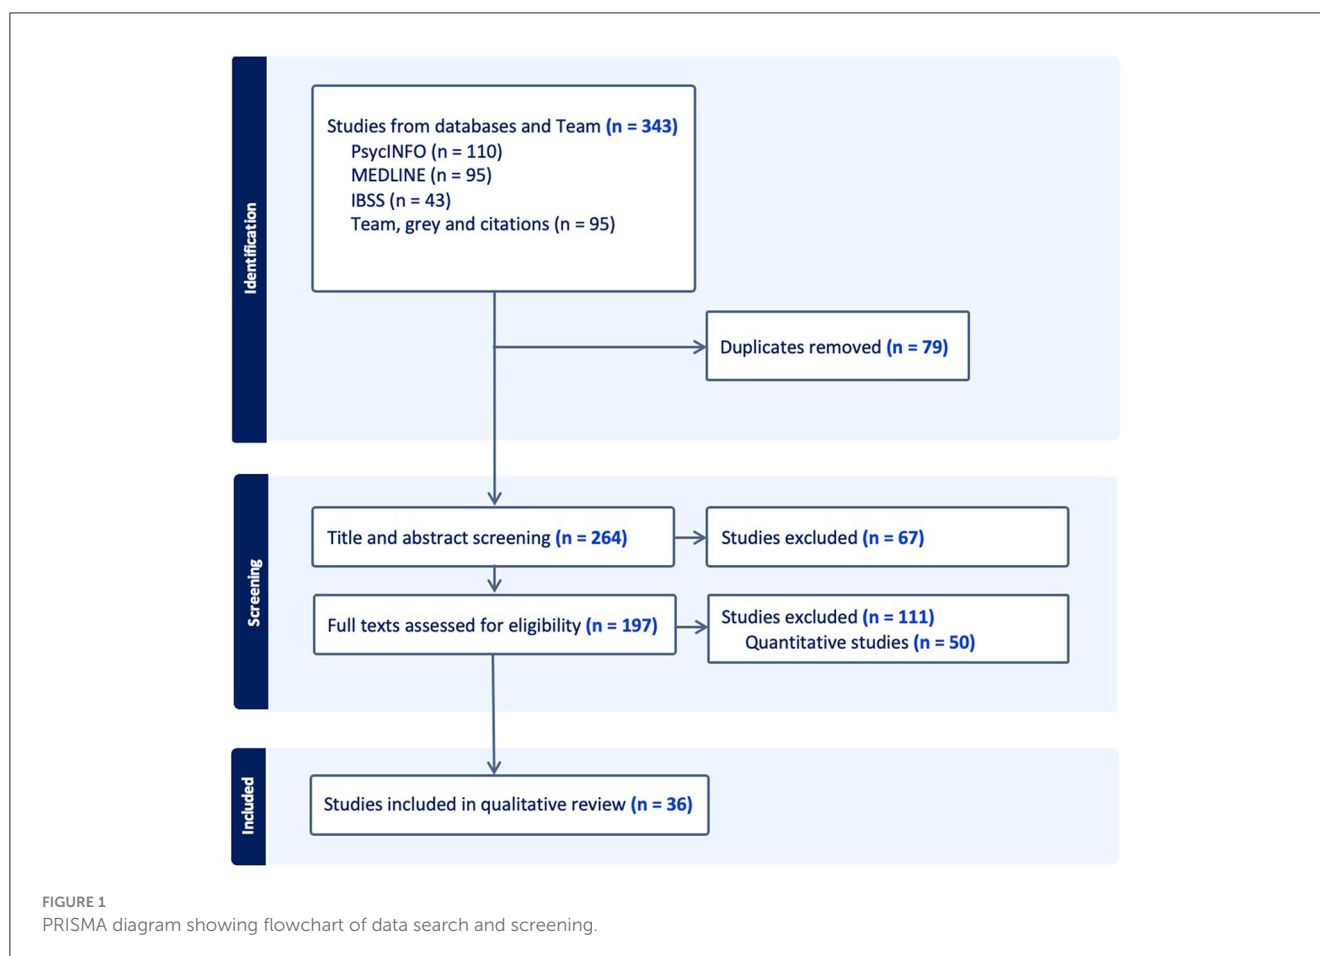 Identification
Studies from databases and Team (n = 343)
PsycINFO (n = 110)
MEDLINE (n = 95)
IBSS (n = 43)
Team, grey and citations (n = 95)
Duplicates removed (n = 79)
Screening
Title and abstract screening (n = 264)
Studies excluded (n = 67)
Full texts assessed for eligibility (n = 197)
Studies excluded (n = 111)
Quantitative studies (n = 50)
Included
Studies included in qualitative review (n = 36)
FIGURE 1
PRISMA diagram showing flowchart of data search and screening.